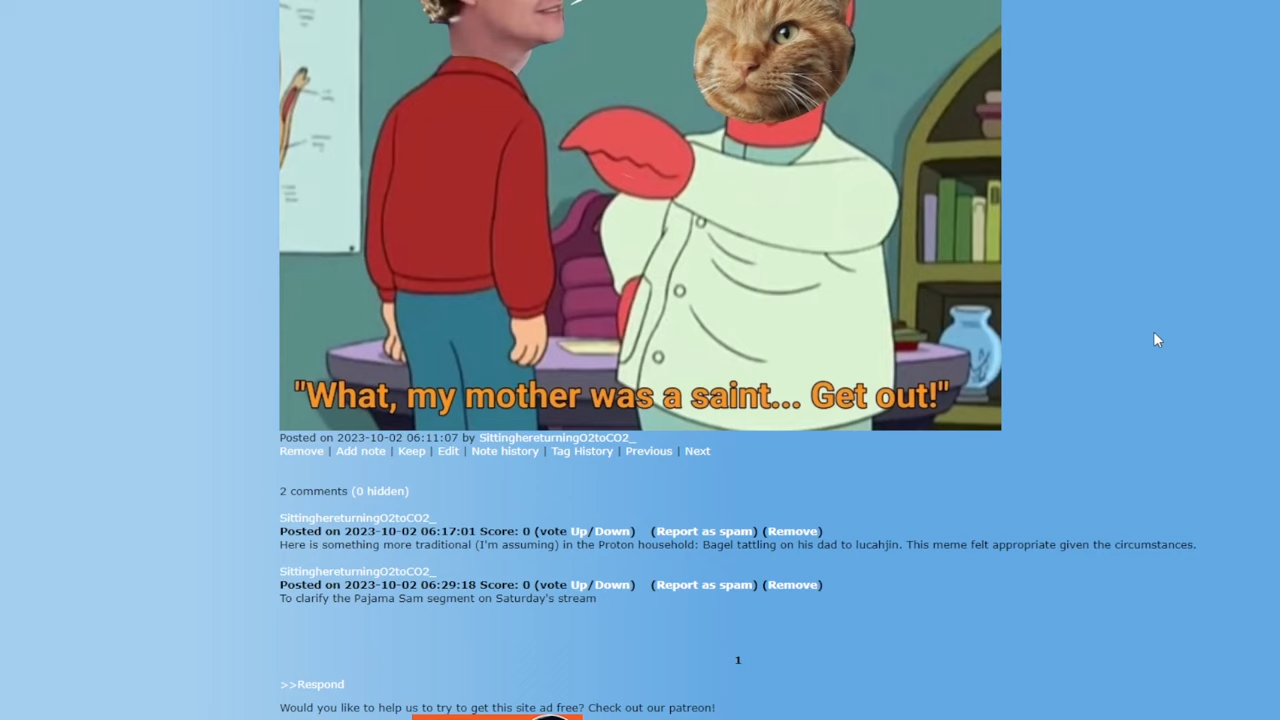 "What, my mother was a saint... Get out!"
Posted on 2023-10-02 06:11:07 by SittinghereturningO2toCO2_
Remove | Add note | Keep | Edit | Note history | Tag History | Previous | Next
2 comments (0 hidden)
SittinghereturningO2toCO2_
Posted on 2023-10-02 06:17:01 Score: 0 (vote Up/Down) (Report as spam) (Remove)
Here is something more traditional (I'm assuming) in the Proton household: Bagel tattling on his dad to lucahjin. This meme felt appropriate given the circumstances.
SittinghereturningO2toCO2_
Posted on 2023-10-02 06:29:18 Score: 0 (vote Up/Down) (Report as spam) (Remove)
To clarify the Pajama Sam segment on Saturday's stream
1
>>Respond
Would you like to help us to try to get this site ad free? Check out our patreon!